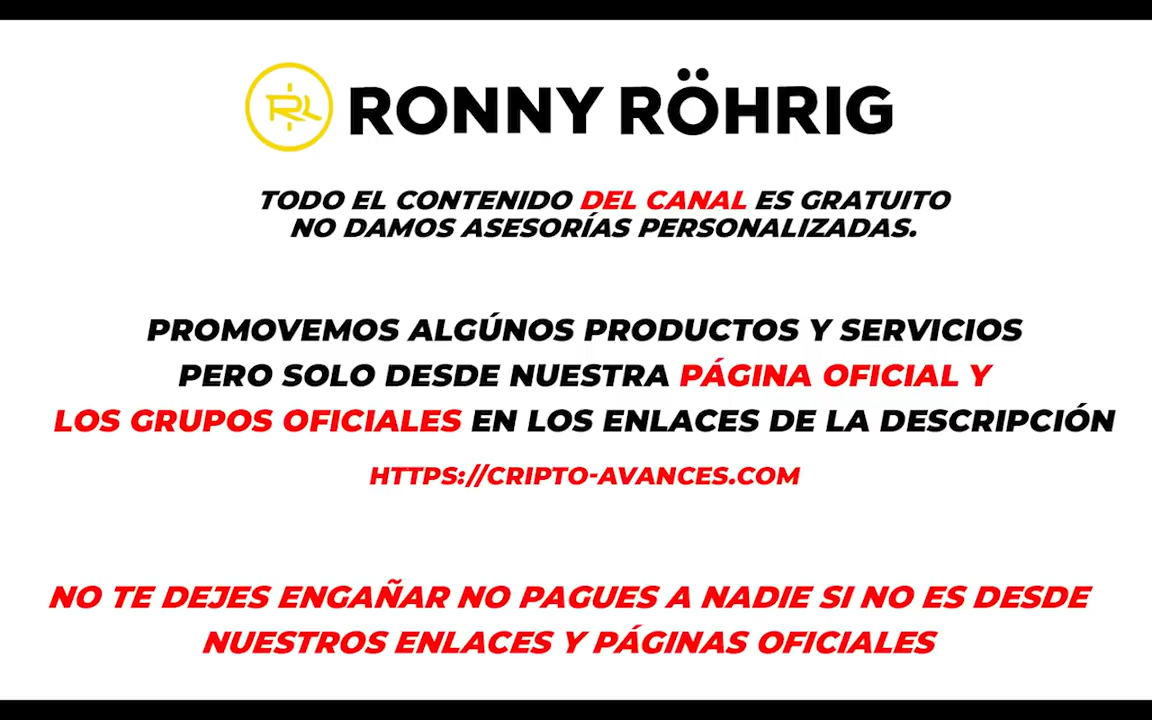 RONNY RÖHRIG
TODO EL CONTENIDO DEL CANAL ES GRATUITO
NO DAMOS ASESORÍAS PERSONALIZADAS.
PROMOVEMOS ALGÚNOS PRODUCTOS Y SERVICIOS
PERO SOLO DESDE NUESTRA PÁGINA OFICIAL Y
LOS GRUPOS OFICIALES EN LOS ENLACES DE LA DESCRIPCIÓN
HTTPS://CRIPTO-AVANCES.COM
NO TE DEJES ENGAÑAR NO PAGUES A NADIE SI NO ES DESDE
NUESTROS ENLACES Y PÁGINAS OFICIALES